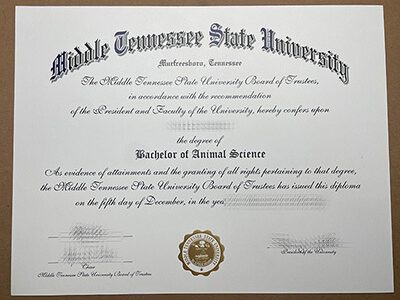 Middle Tennessee State University
Murfreesboro, Tennessee
The Middle Tennessee State University Board of Trustees,
in accordance with the recommendation
of the President and Faculty of the University, hereby confers upon
the degree of
Bachelor of Animal Science
As evidence of attainments and the granting of all rights pertaining to that degree,
the Middle Tennessee State University Board of Trustees has issued this diploma
on the fifth day of December, in the yea
Chair
Middle Tennessee State University Board of Trustees
President of the University